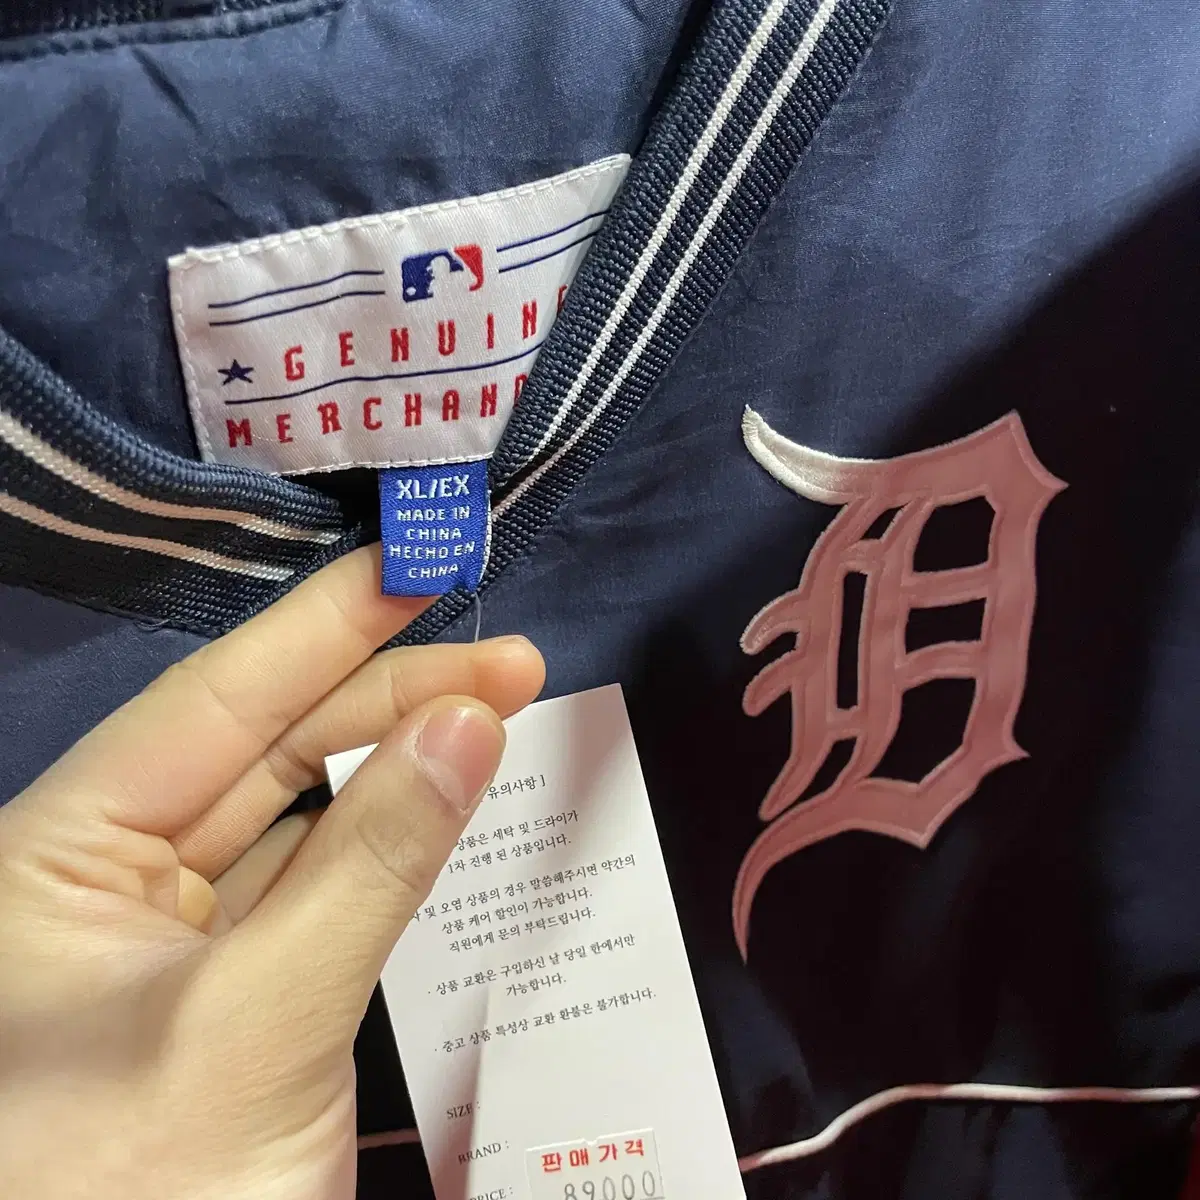 GENUIN
MERCHAN
XL/EX
MADE IN
CHINA
HECHO EN
CHINA
유의사항 ]
상품은 세탁 및 드라이가
1차 진행 된 상품입니다.
및 오염 상품의 경우 말씀해주시면 약간의
상품 케어 할인이 가능합니다.
직원에게 문의 부탁드립니다.
. 상품 교환은 구입하신 날 당일 한에서만
가능합니다.
. 중고 상품 특성상 교환 환불은 불가합니다.
SIZE :
BRAND :
PRICE :
판매가격
89000
D